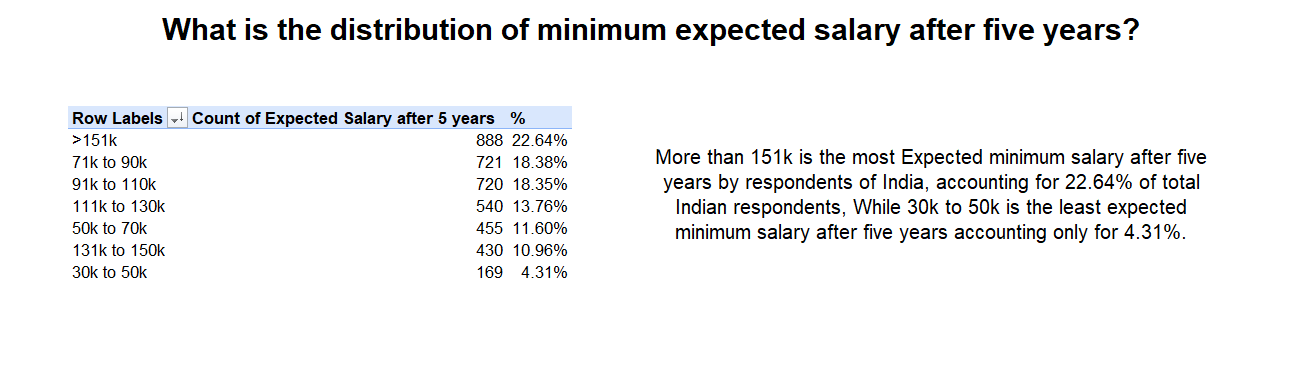 What is the distribution of minimum expected salary after five years?
Row Labels Count of Expected Salary after 5 years %
>151k 888 22.64%
71k to 90k 721 18.38%
91k to 110k 720 18.35%
111k to 130k 540 13.76%
50k to 70k 455 11.60%
131k to 150k 430 10.96%
30k to 50k 169 4.31%
More than 151k is the most Expected minimum salary after five
years by respondents of India, accounting for 22.64% of total
Indian respondents, While 30k to 50k is the least expected
minimum salary after five years accounting only for 4.31%.